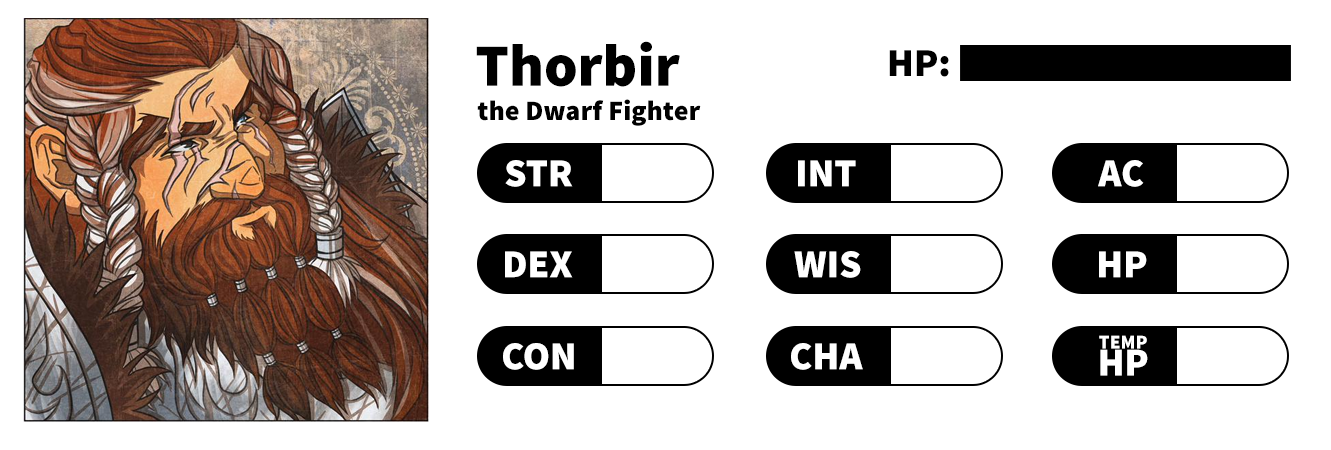 Thorbir
the Dwarf Fighter
HP:
STR
INT
AC
DEX
WIS
HP
CON
CHA
TEMP
HP